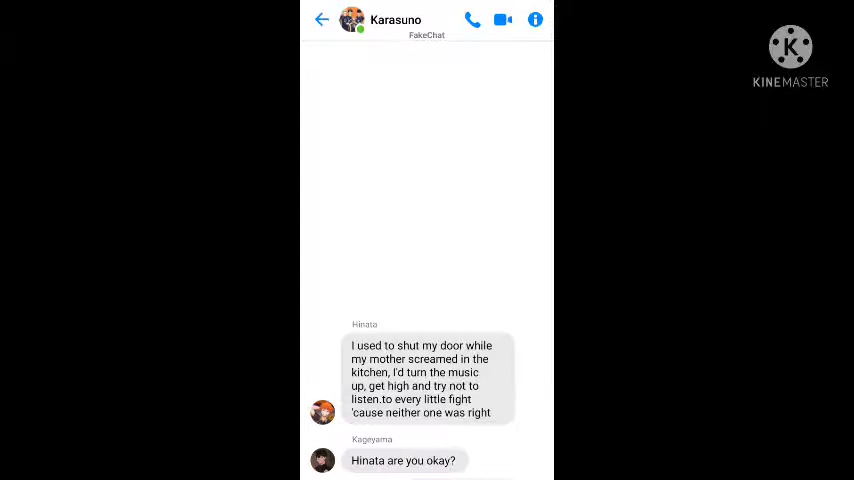 Karasuno
FakeChat
K
KINEMASTER
Hinata
I used to shut my door while
my mother screamed in the
kitchen, I'd turn the music
up, get high and try not to
listen.to every little fight
'cause neither one was right
Kageyama
Hinata are you okay?